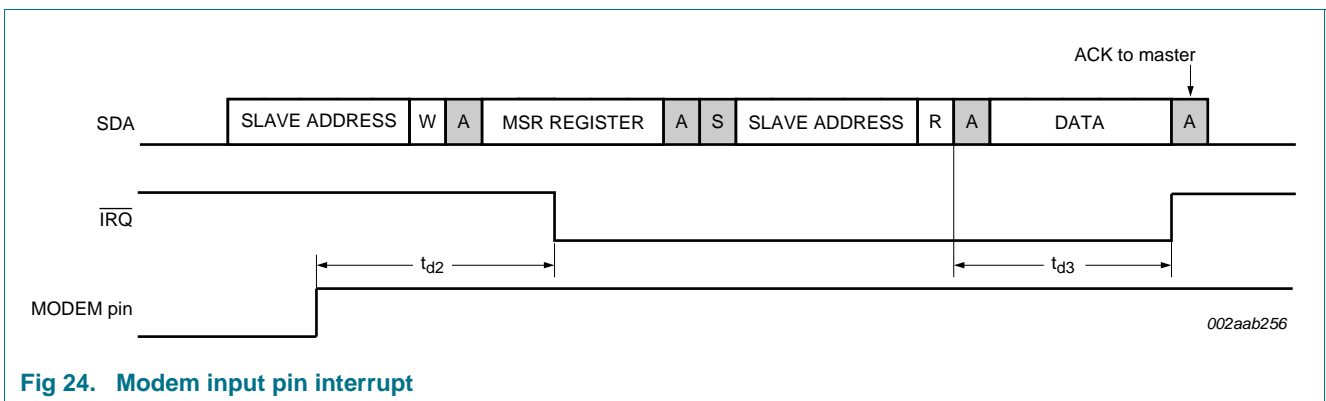 ACK to master
SDA SLAVE ADDRESS W A MSR REGISTER A S SLAVE ADDRESS R A DATA A
IRQ
td2 td3
MODEM pin
002aab256
Fig 24. Modem input pin interrupt